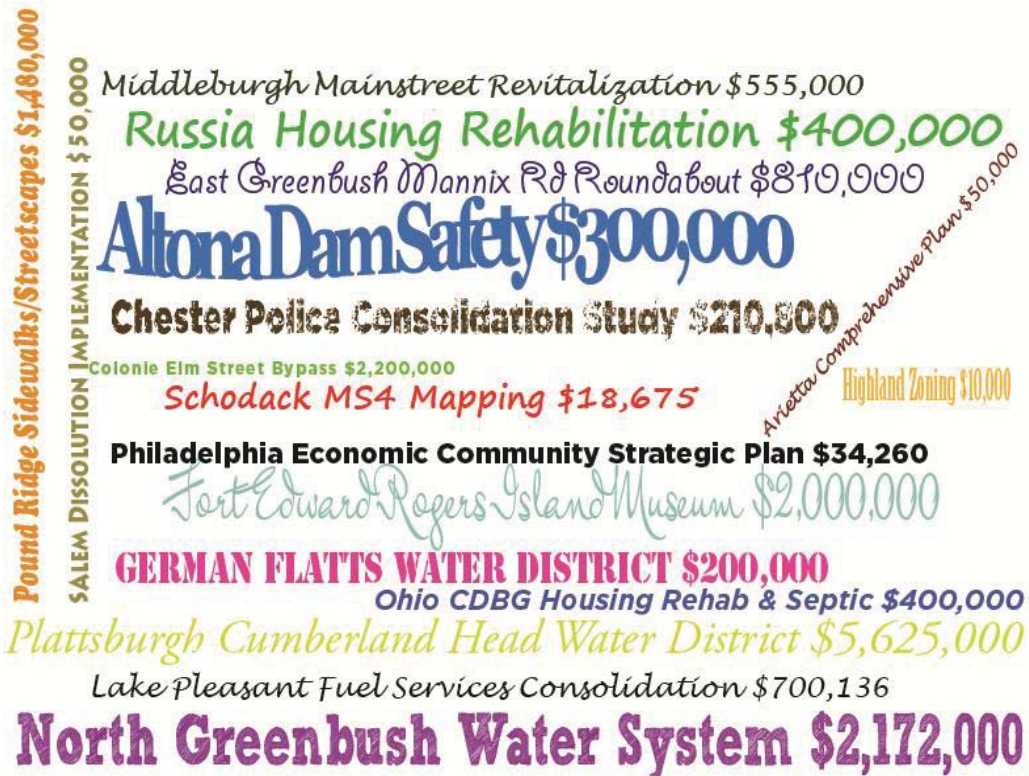 Pound Ridge Sidewalks/Streetscapes $1,480,000
SALEM DISSOLUTION IMPLEMENTATION $50,000
Middleburgh Mainstreet Revitalization $555,000
Russia Housing Rehabilitation $400,000
East Greenbush Mannix Rd Roundabout $810,000
Altona Dam Safety $300,000
Chester Police Consolidation Study $210,800
Arietta Comprehensive Plan $50,000
Colonie Elm Street Bypass $2,200,000
Highland Zoning $10,000
Schodack MS4 Mapping $18,675
Philadelphia Economic Community Strategic Plan $34,260
Fort Edward Rogers Island Museum $2,000,000
GERMAN FLATTS WATER DISTRICT $200,000
Ohio CDBG Housing Rehab & Septic $400,000
Plattsburgh Cumberland Head Water District $5,625,000
Lake Pleasant Fuel Services Consolidation $700,136
North Greenbush Water System $2,172,000